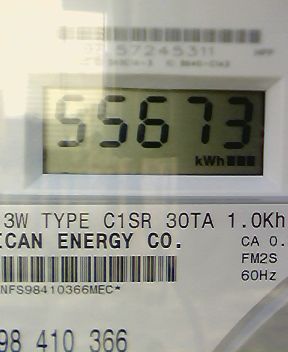 57245311
55673
kWh
3W TYPE C1SR 30TA 1.0Kh
ICAN ENERGY CO.
CA 0.
FM2S
60Hz
NFS98410366MEC*
98 410 366